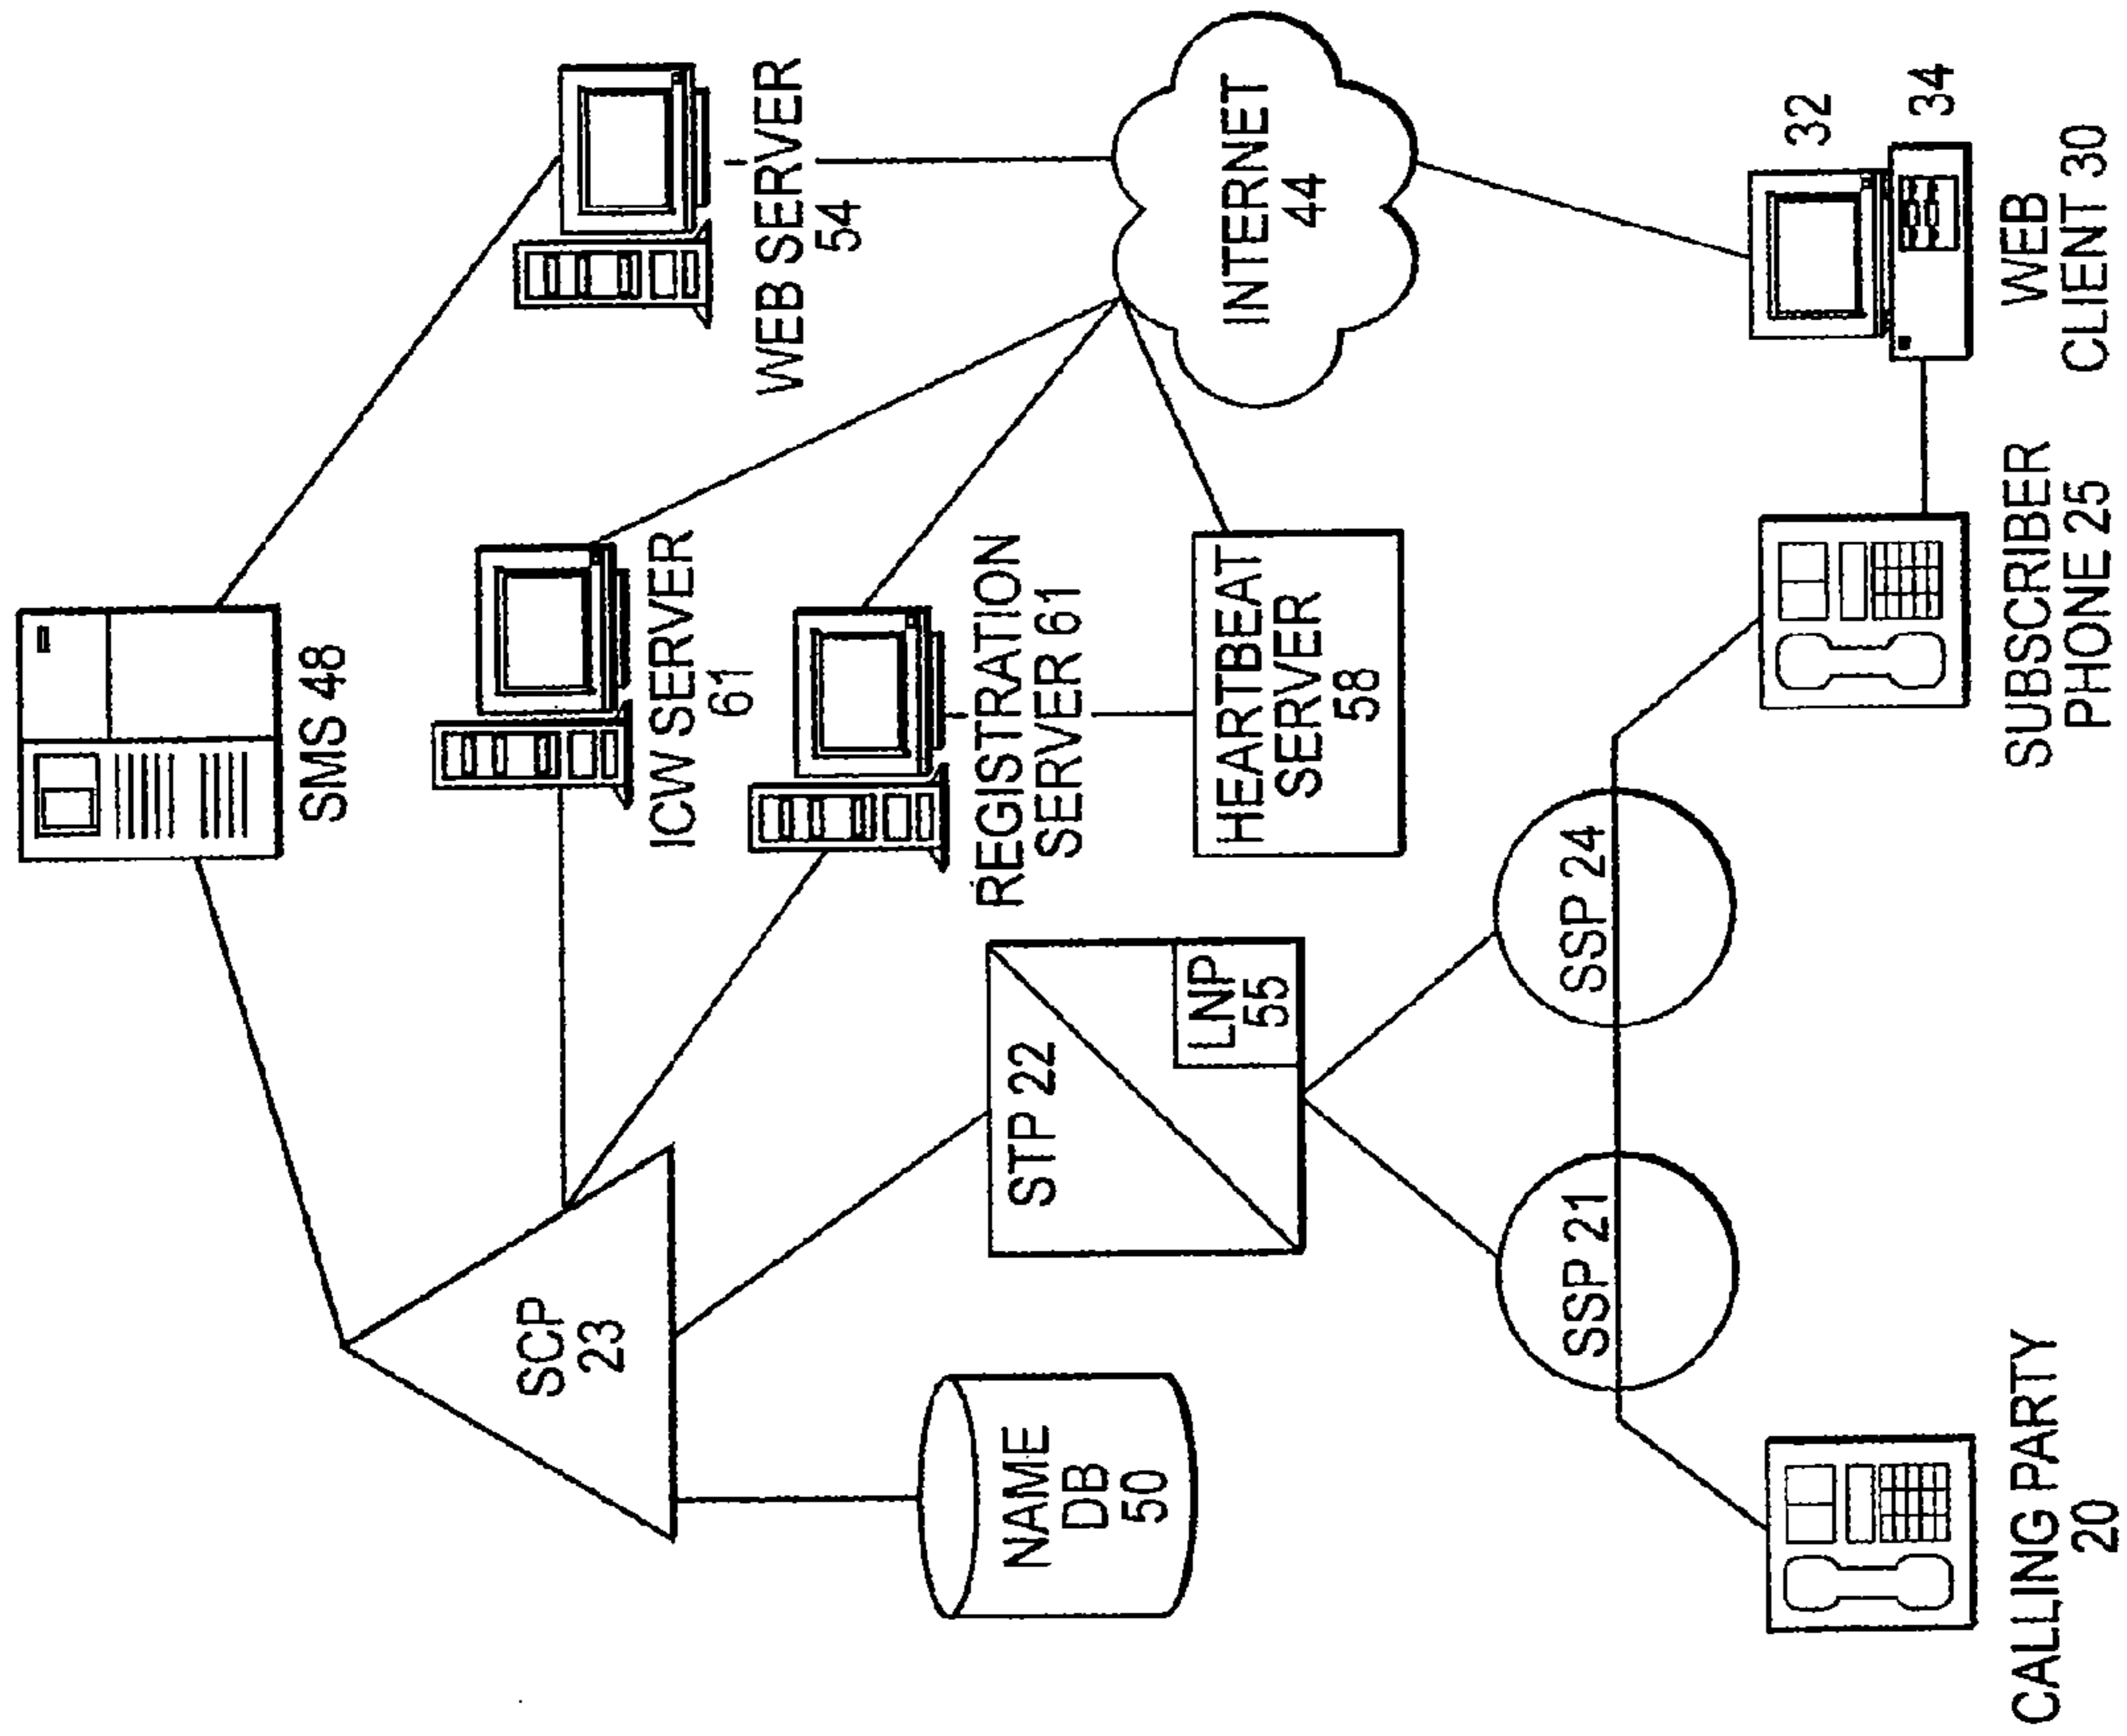 SMS 48
WEB SERVER
54
ICW SERVER
61
SCP
23
REGISTRATION
SERVER 61
INTERNET
44
HEARTBEAT
SERVER
58
NAME
DB
50
STP 22
LNP
55
SSP 21
SSP 24
CALLING PARTY
20
SUBSCRIBER
PHONE 25
32
34
WEB
CLIENT 30